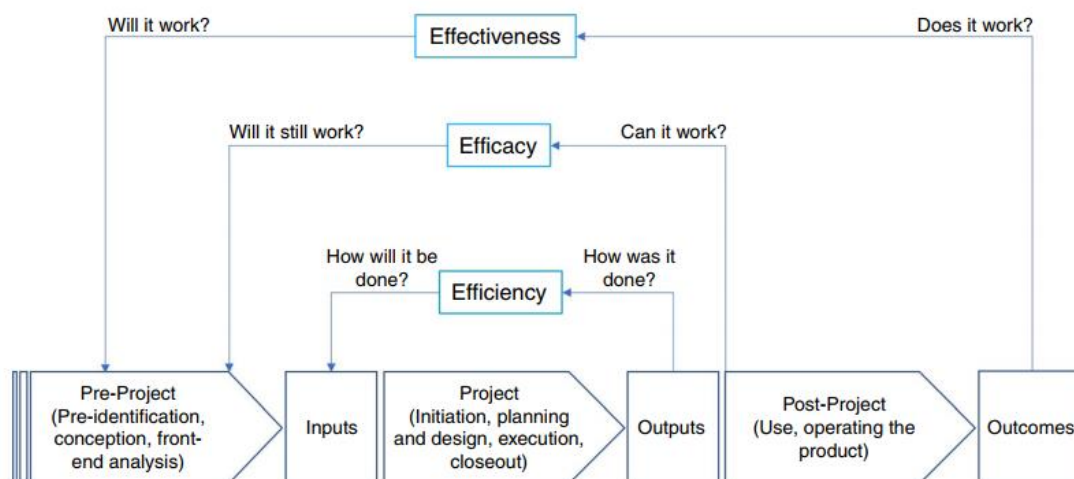 Will it work?
Effectiveness
Does it work?
Will it still work?
Efficacy
Can it work?
How will it be
done?
Efficiency
How was it
done?
Pre-Project
(Pre-identification,
conception, front-
end analysis)
Inputs
Project
(Initiation, planning
and design, execution,
closeout)
Outputs
Post-Project
(Use, operating the
product)
Outcomes